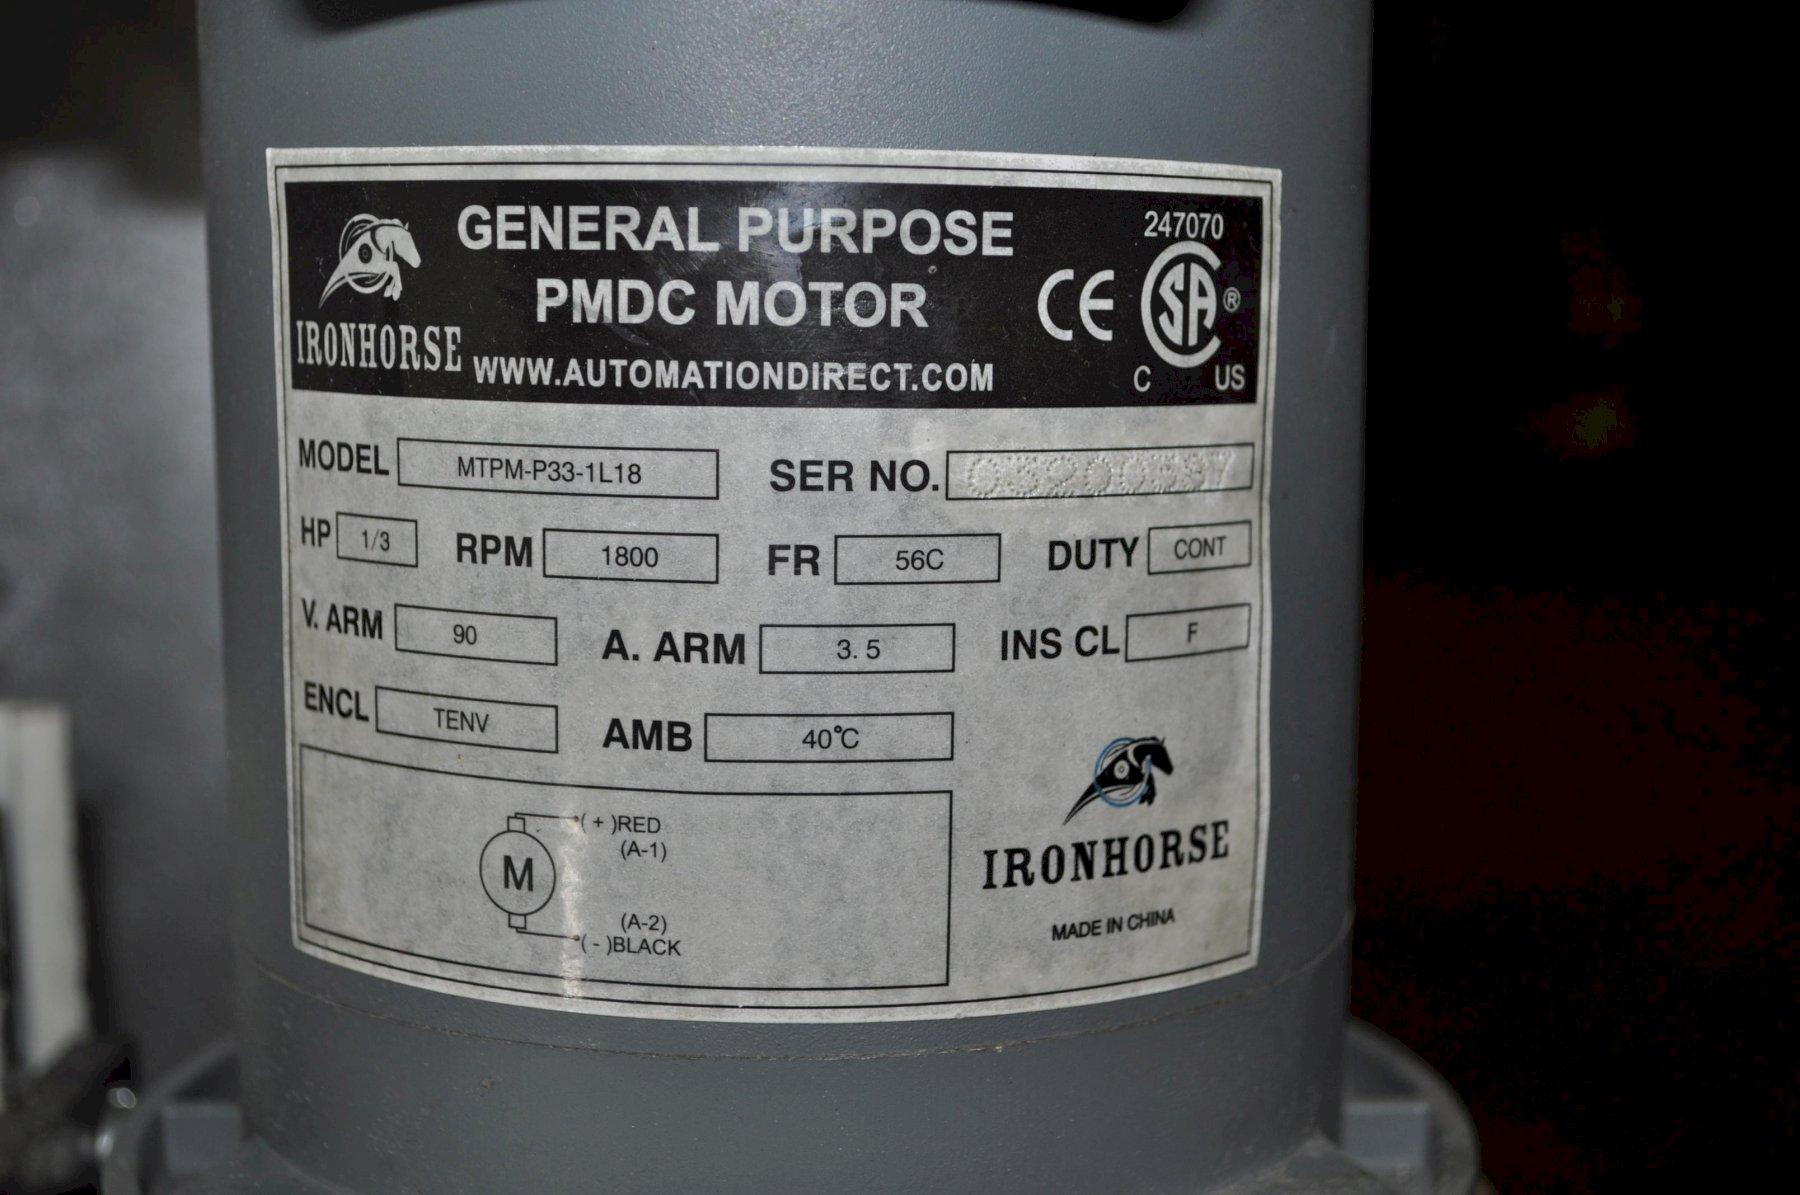 GENERAL PURPOSE
PMDC MOTOR
IRONHORSE
WWW.AUTOMATIONDIRECT.COM
CE
247070
SA ®
C US
MODEL MTPM-P33-1L18 SER NO.
HP 1/3 RPM 1800 FR 56C DUTY CONT
V. ARM 90 A. ARM 3.5 INS CL F
ENCL TENV AMB 40°C
M
( + )RED
(A-1)
(A-2)
( - )BLACK
IRONHORSE
MADE IN CHINA